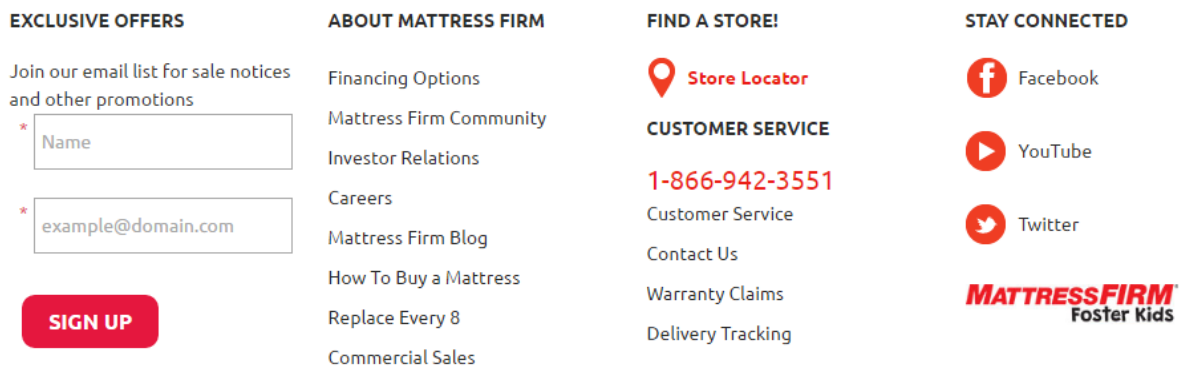 EXCLUSIVE OFFERS
Join our email list for sale notices
and other promotions
*
Name
*
example@domain.com
SIGN UP
ABOUT MATTRESS FIRM
Financing Options
Mattress Firm Community
Investor Relations
Careers
Mattress Firm Blog
How To Buy a Mattress
Replace Every 8
Commercial Sales
FIND A STORE!
Store Locator
CUSTOMER SERVICE
1-866-942-3551
Customer Service
Contact Us
Warranty Claims
Delivery Tracking
STAY CONNECTED
Facebook
YouTube
Twitter
MATTRESSFIRM
Foster Kids